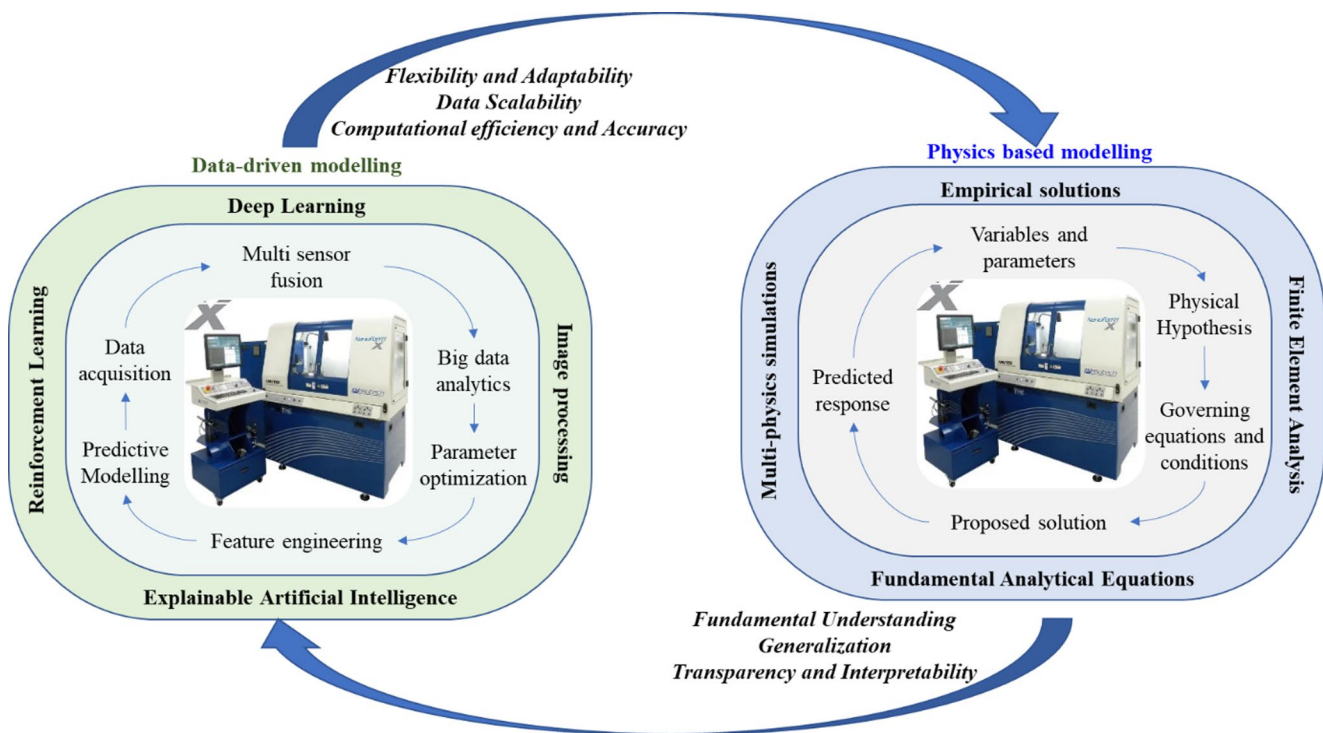 Flexibility and Adaptability
Data Scalability
Computational efficiency and Accuracy
Data-driven modelling
Deep Learning
Multi sensor
fusion
Reinforcement Learning
Data
acquisition
X
Big data
analytics
Image processing
Predictive
Modelling
Parameter
optimization
Feature engineering
Explainable Artificial Intelligence
Physics based modelling
Empirical solutions
Variables and
parameters
Multi-physics simulations
X
Physical
Hypothesis
Finite Element Analysis
Predicted
response
Governing
equations and
conditions
Proposed solution
Fundamental Analytical Equations
Fundamental Understanding
Generalization
Transparency and Interpretability